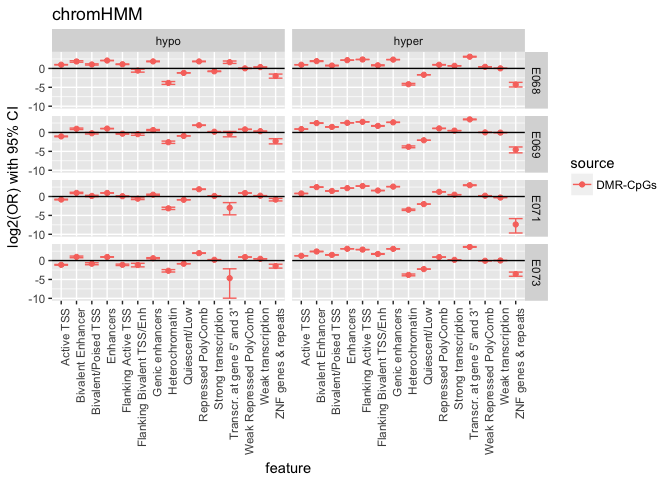 chromHMM
hypo
hyper
log2(OR) with 95% CI
0
-5
-10
E068
0
-5
-10
E069
0
-5
-10
E071
0
-5
-10
E073
source
DMR-CpGs
Active TSS
Bivalent Enhancer
Bivalent/Poised TSS
Enhancers
Flanking Active TSS
Flanking Bivalent TSS/Enh
Genic enhancers
Heterochromatin
Quiescent/Low
Repressed PolyComb
Strong transcription
Transcr. at gene 5' and 3'
Weak Repressed PolyComb
Weak transcription
ZNF genes & repeats
Active TSS
Bivalent Enhancer
Bivalent/Poised TSS
Enhancers
Flanking Active TSS
Flanking Bivalent TSS/Enh
Genic enhancers
Heterochromatin
Quiescent/Low
Repressed PolyComb
Strong transcription
Transcr. at gene 5' and 3'
Weak Repressed PolyComb
Weak transcription
ZNF genes & repeats
feature